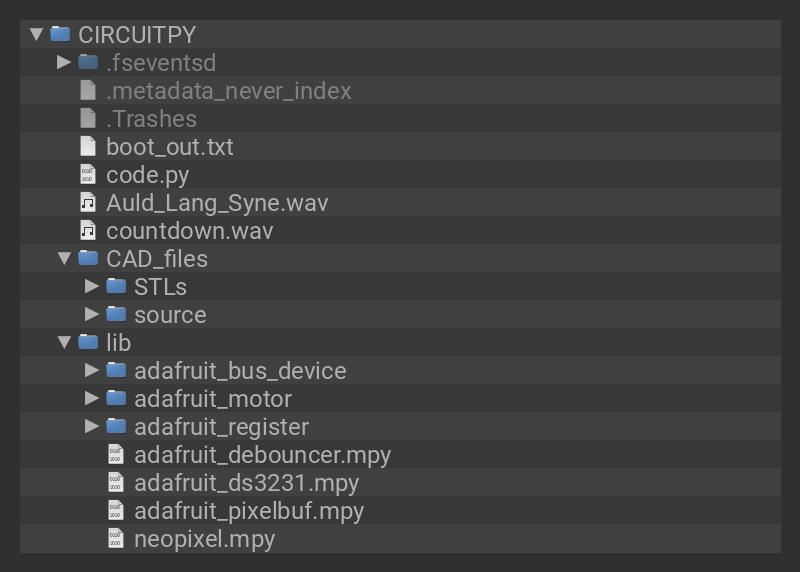 CIRCUITPY
.fseventsd
.metadata_never_index
.Trashes
boot_out.txt
code.py
Auld_Lang_Syne.wav
countdown.wav
CAD_files
STLs
source
lib
adafruit_bus_device
adafruit_motor
adafruit_register
adafruit_debouncer.mpy
adafruit_ds3231.mpy
adafruit_pixelbuf.mpy
neopixel.mpy